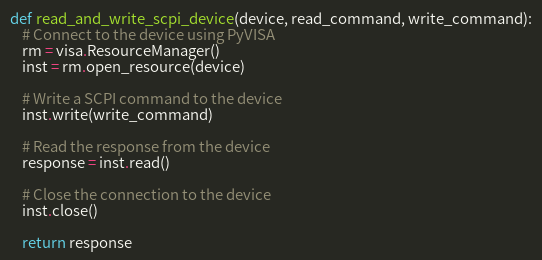 def read_and_write_scpi_device(device, read_command, write_command):
# Connect to the device using PyVISA
rm = visa.ResourceManager()
inst = rm.open_resource(device)
# Write a SCPI command to the device
inst.write(write_command)
# Read the response from the device
response = inst.read()
# Close the connection to the device
inst.close()
return response